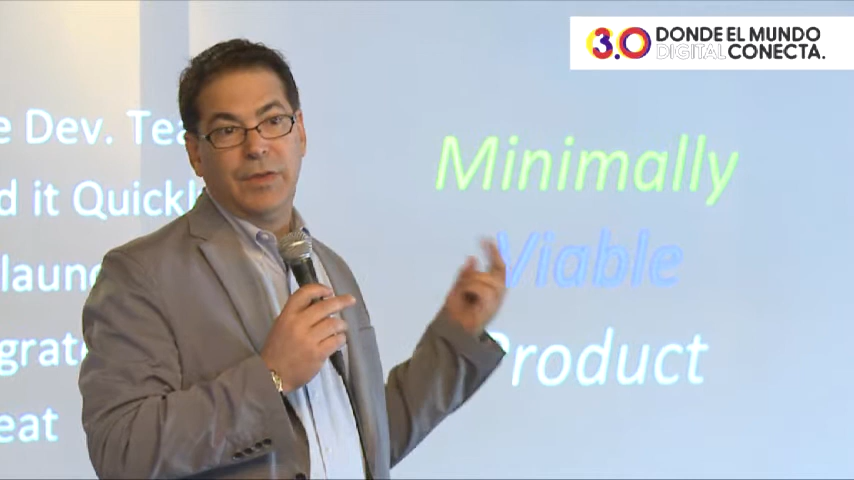 3.0 DONDE EL MUNDO
DIGITAL CONECTA.
e Dev. Tea
d it Quickl
launc
grate
eat
Minimally
Viable
Product